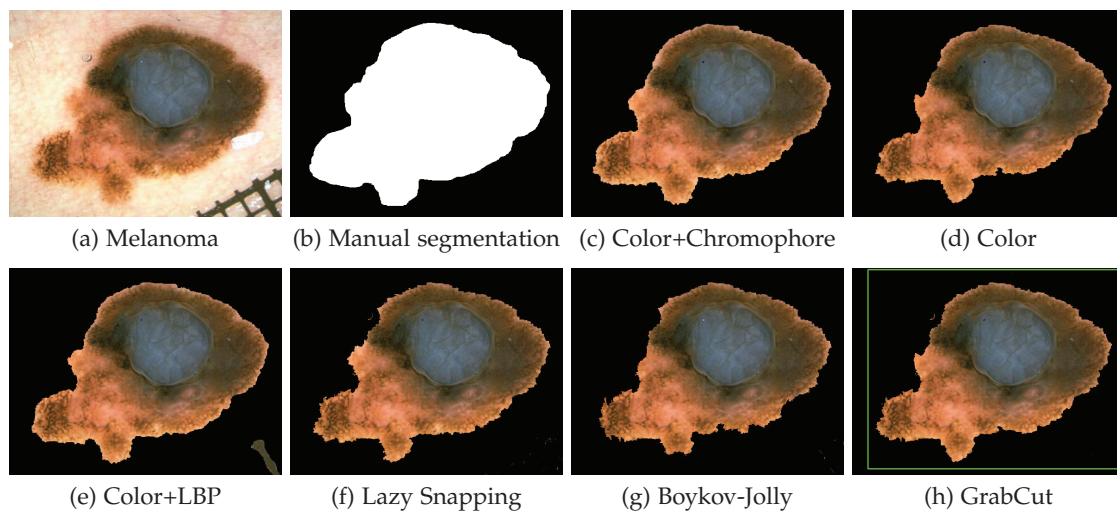 (a) Melanoma
(b) Manual segmentation
(c) Color+Chromophore
(d) Color
(e) Color+LBP
(f) Lazy Snapping
(g) Boykov-Jolly
(h) GrabCut